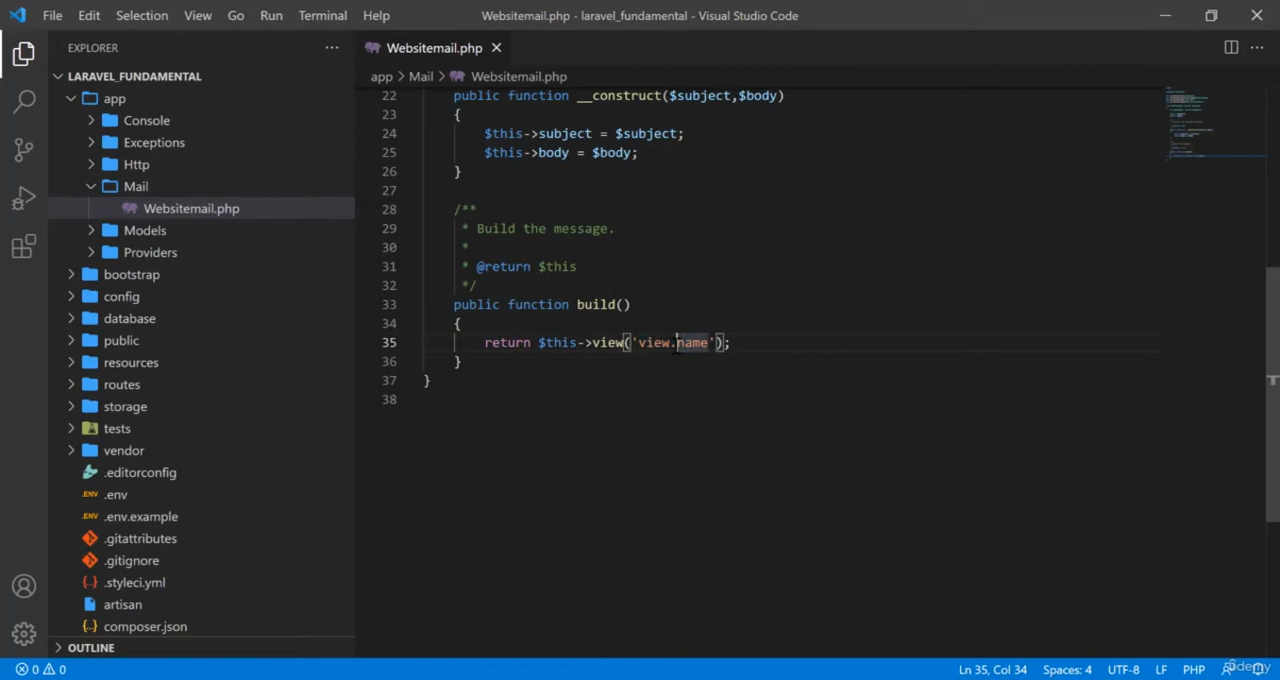 File Edit Selection View Go Run Terminal Help Websitemail.php - laravel_fundamental - Visual Studio Code
EXPLORER
LARAVEL_FUNDAMENTAL
app
Console
Exceptions
Http
Mail
Websitemail.php
Models
Providers
bootstrap
config
database
public
resources
routes
storage
tests
vendor
.editorconfig
.ENV .env
.ENV .env.example
.gitattributes
.gitignore
{..} .styleci.yml
artisan
{..} composer.json
OUTLINE
Websitemail.php
app > Mail > Websitemail.php
22 public function __construct($subject,$body)
23 {
24 $this->subject = $subject;
25 $this->body = $body;
26 }
27
28 /**
29 * Build the message.
30 *
31 * @return $this
32 */
33 public function build()
34 {
35 return $this->view('view.name');
36 }
37 }
38
0 0 Ln 35, Col 34 Spaces: 4 UTF-8 LF PHP
ûdemy